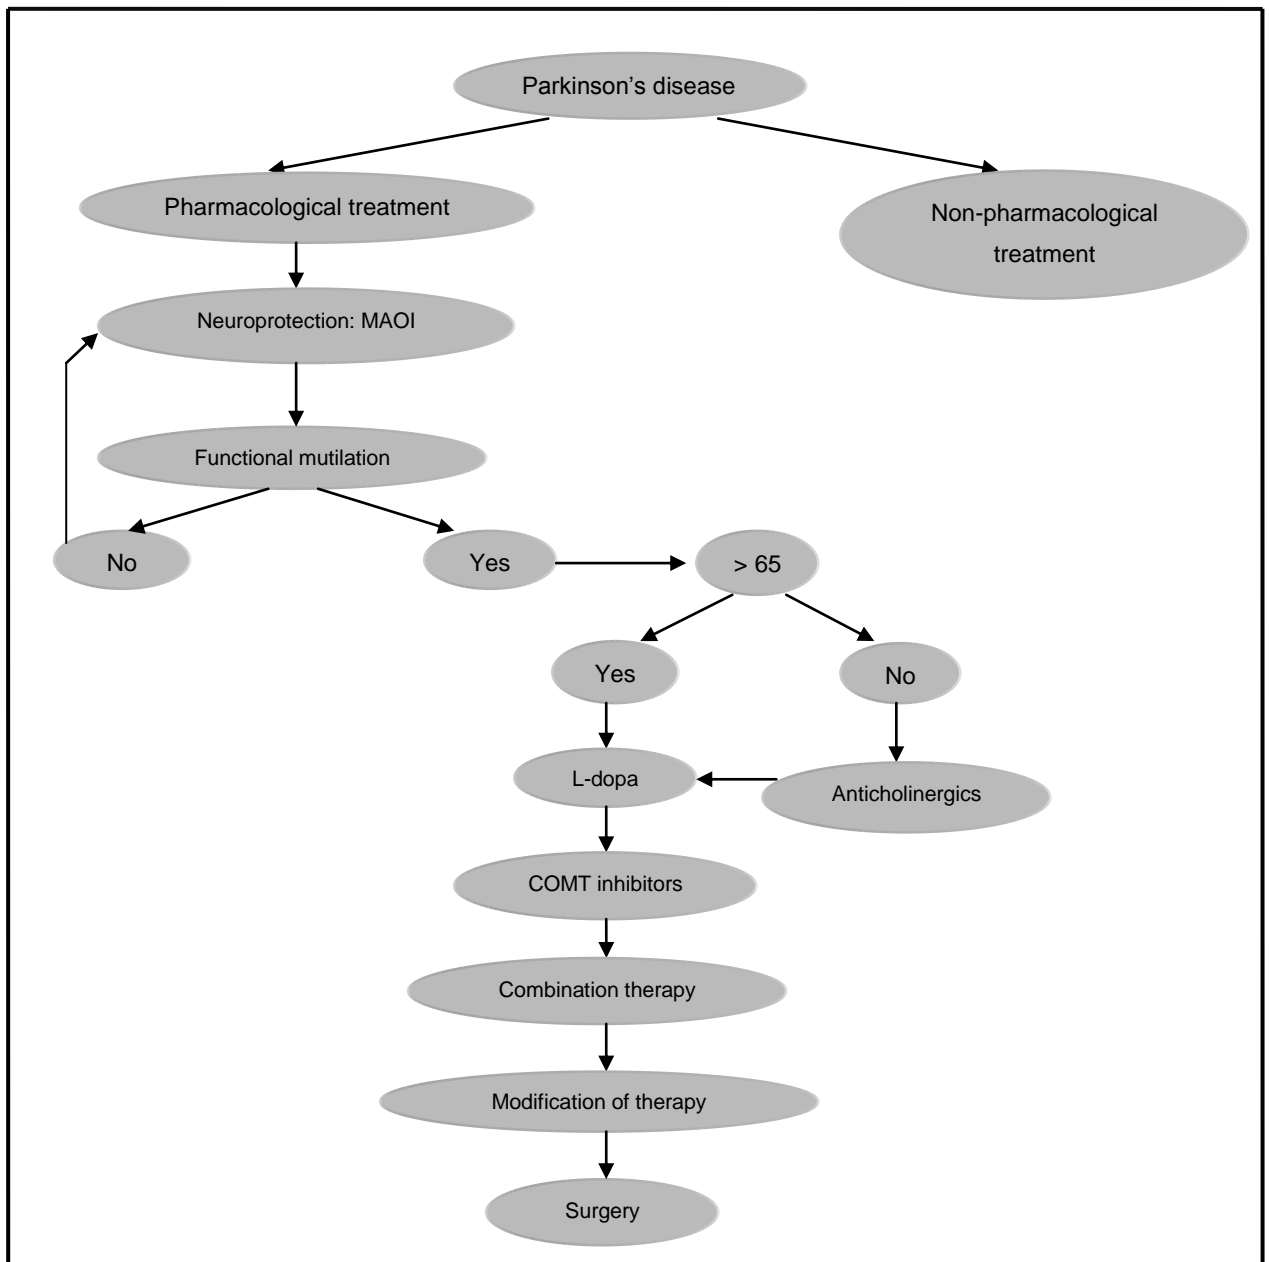 Parkinson’s disease
Pharmacological treatment
Non-pharmacological
treatment
Neuroprotection: MAOI
Functional mutilation
No
Yes
> 65
Yes
No
L-dopa
Anticholinergics
COMT inhibitors
Combination therapy
Modification of therapy
Surgery